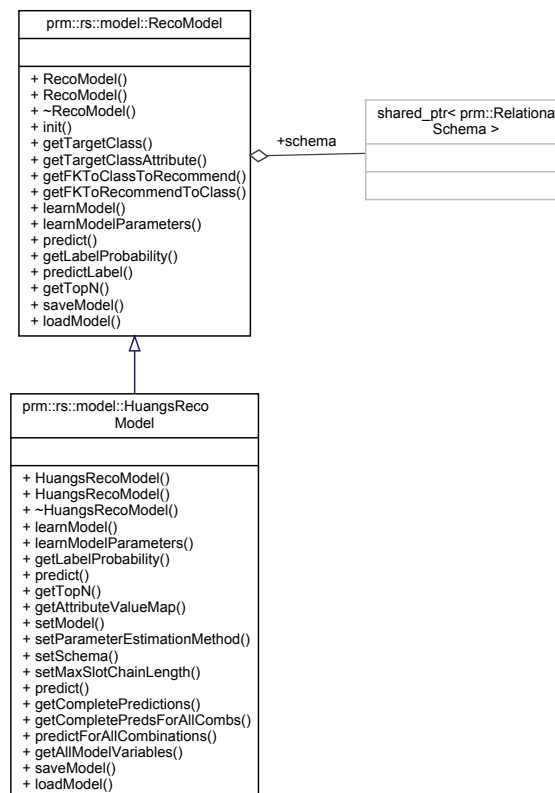 prm::rs::model::RecoModel
+ RecoModel()
+ RecoModel()
+ ~RecoModel()
+ init()
+ getTargetClass()
+ getTargetClassAttribute()
+ getFKToClassToRecommend()
+ getFKToRecommendToClass()
+ learnModel()
+ learnModelParameters()
+ predict()
+ getLabelProbability()
+ predictLabel()
+ getTopN()
+ saveModel()
+ loadModel()
+schema
shared_ptr< prm::Relationa
Schema >
prm::rs::model::HuangsReco
Model
+ HuangsRecoModel()
+ HuangsRecoModel()
+ ~HuangsRecoModel()
+ learnModel()
+ learnModelParameters()
+ getLabelProbability()
+ predict()
+ getTopN()
+ getAttributeValueMap()
+ setModel()
+ setParameterEstimationMethod()
+ setSchema()
+ setMaxSlotChainLength()
+ predict()
+ getCompletePredictions()
+ getCompletePredsForAllCombs()
+ predictForAllCombinations()
+ getAllModelVariables()
+ saveModel()
+ loadModel()